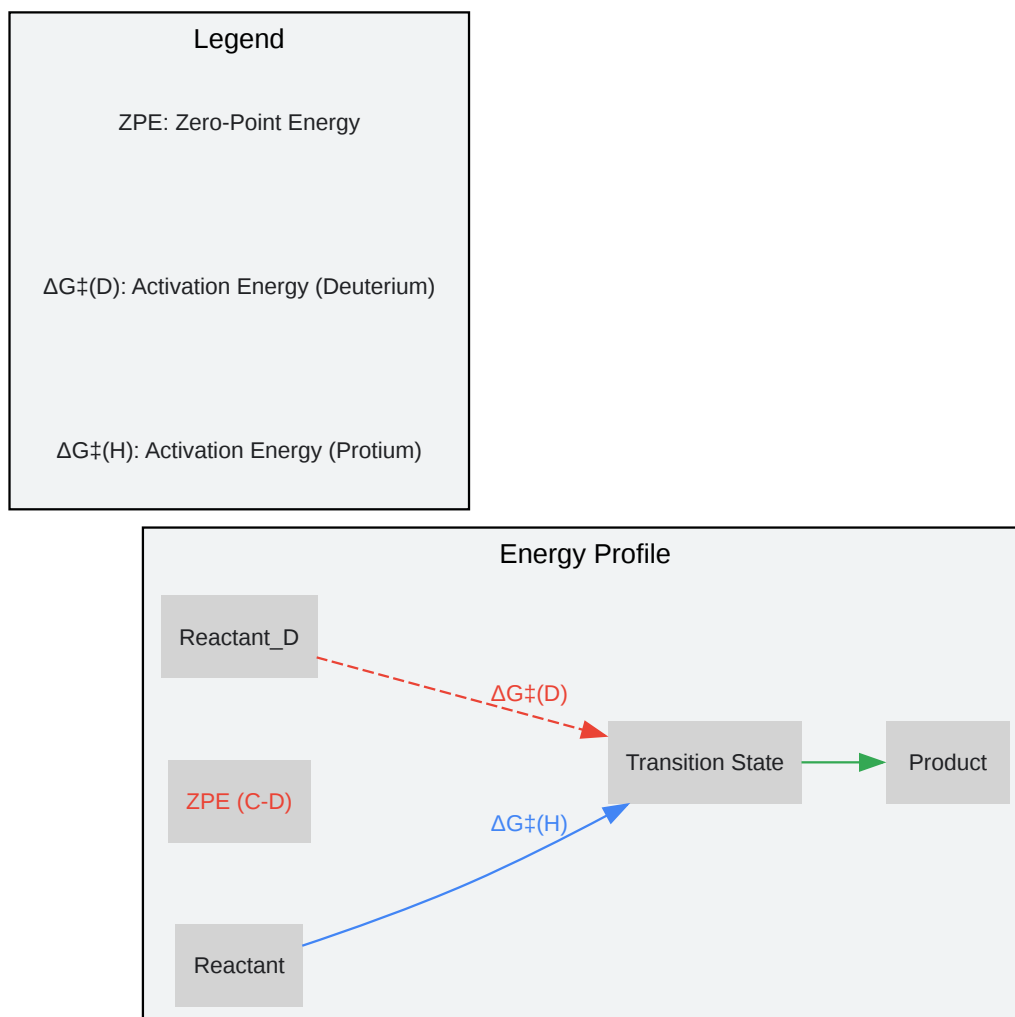 Legend
ZPE: Zero-Point Energy
ΔG‡(D): Activation Energy (Deuterium)
ΔG‡(H): Activation Energy (Protium)
Energy Profile
Reactant_D
ΔG‡(D)
Transition State
Product
ZPE (C-D)
ΔG‡(H)
Reactant